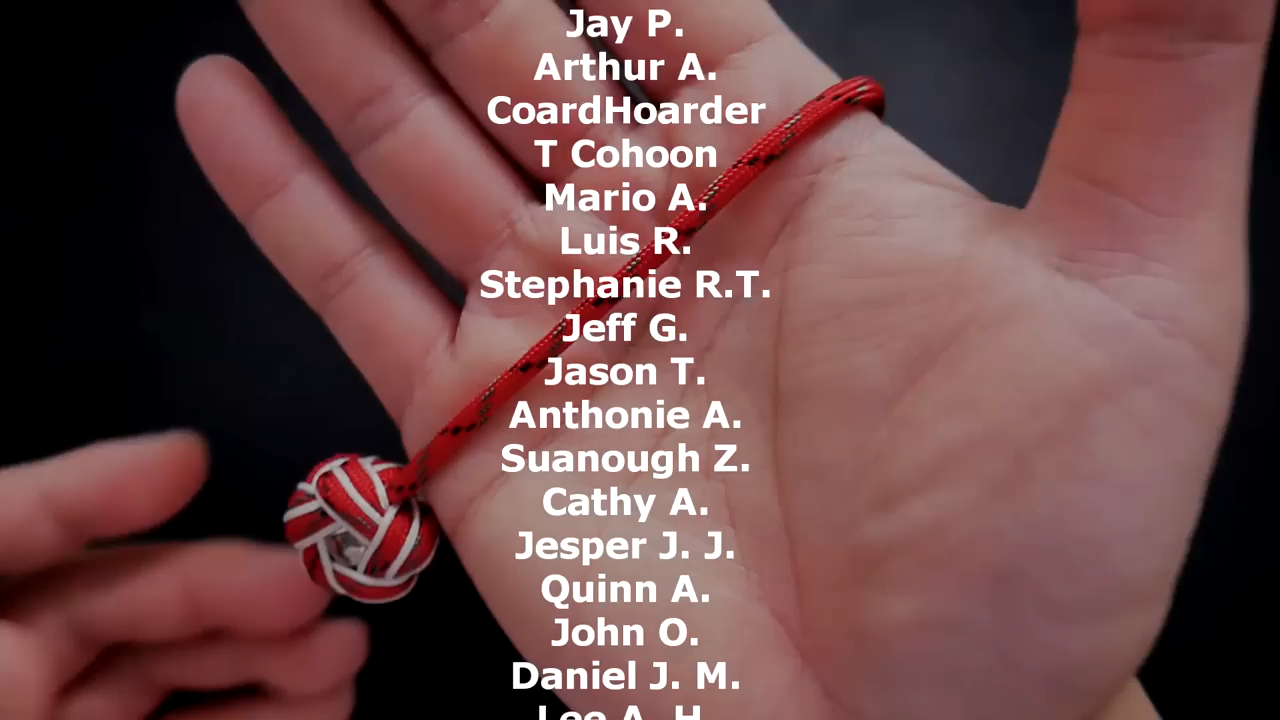 Jay P.
Arthur A.
CoardHoarder
T Cohoon
Mario A.
Luis R.
Stephanie R.T.
Jeff G.
Jason T.
Anthonie A.
Suanough Z.
Cathy A.
Jesper J. J.
Quinn A.
John O.
Daniel J. M.